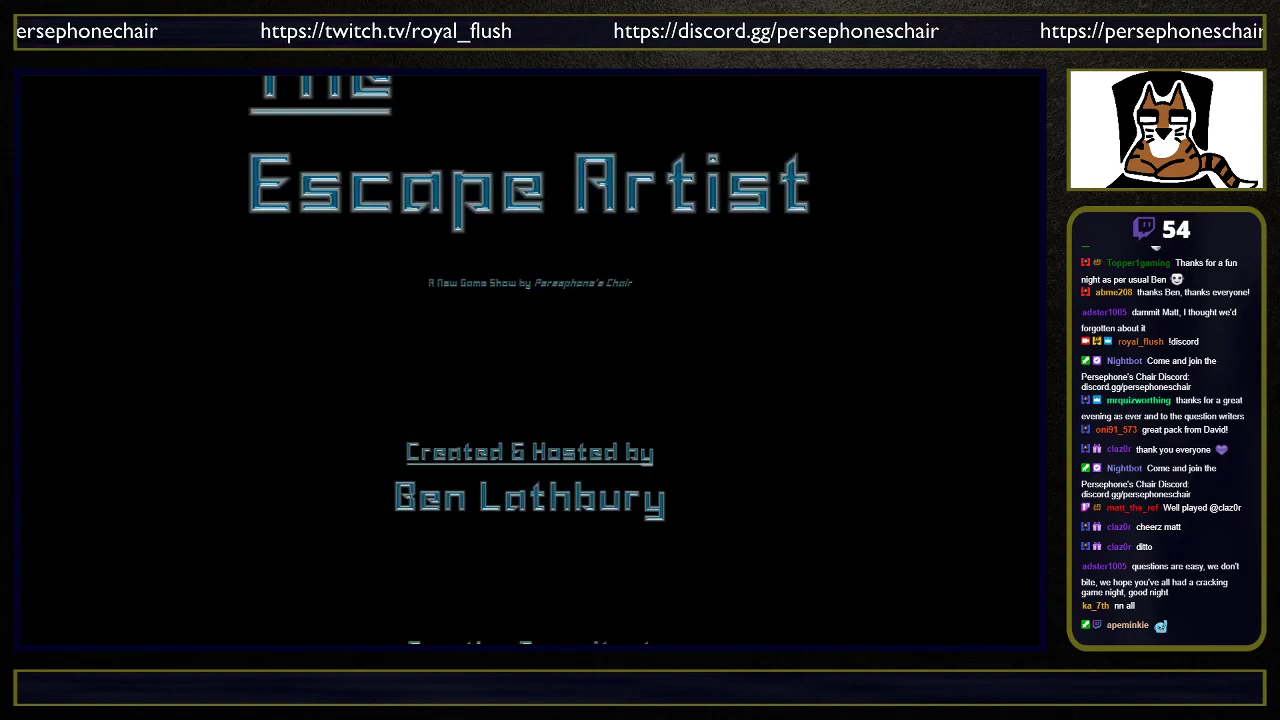 ersephonechair https://twitch.tv/royal_flush https://discord.gg/persephoneschair https://persephoneschair
The
Escape Artist
A New Game Show by Persephone's Chair
Created & Hosted by
Ben Lathbury
54
Topper1gaming Thanks for a fun
night as per usual Ben
abme208 thanks Ben, thanks everyone!
adster1005 dammit Matt, I thought we'd
forgotten about it
royal_flush !discord
Nightbot Come and join the
Persephone's Chair Discord:
discord.gg/persephoneschair
mrquizworthing thanks for a great
evening as ever and to the question writers
oni91_573 great pack from David!
claz0r thank you everyone
Nightbot Come and join the
Persephone's Chair Discord:
discord.gg/persephoneschair
matt_the_ref Well played @claz0r
claz0r cheerz matt
claz0r ditto
adster1005 questions are easy, we don't
bite, we hope you've all had a cracking
game night, good night
ka_7th nn all
apeminkie